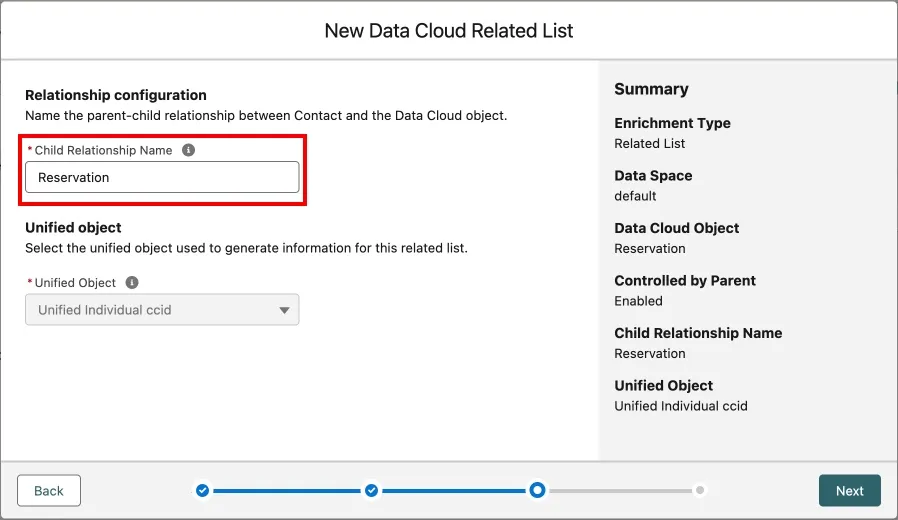 New Data Cloud Related List
Relationship configuration
Name the parent-child relationship between Contact and the Data Cloud object.
* Child Relationship Name
Reservation
Unified object
Select the unified object used to generate information for this related list.
* Unified Object
Unified Individual ccid
Summary
Enrichment Type
Related List
Data Space
default
Data Cloud Object
Reservation
Controlled by Parent
Enabled
Child Relationship Name
Reservation
Unified Object
Unified Individual ccid
Back
Next